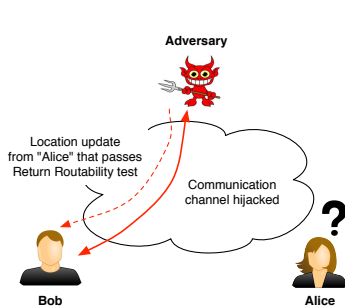 Adversary
Location update
from "Alice" that passes
Return Routability test
Communication
channel hijacked
?
Bob
Alice